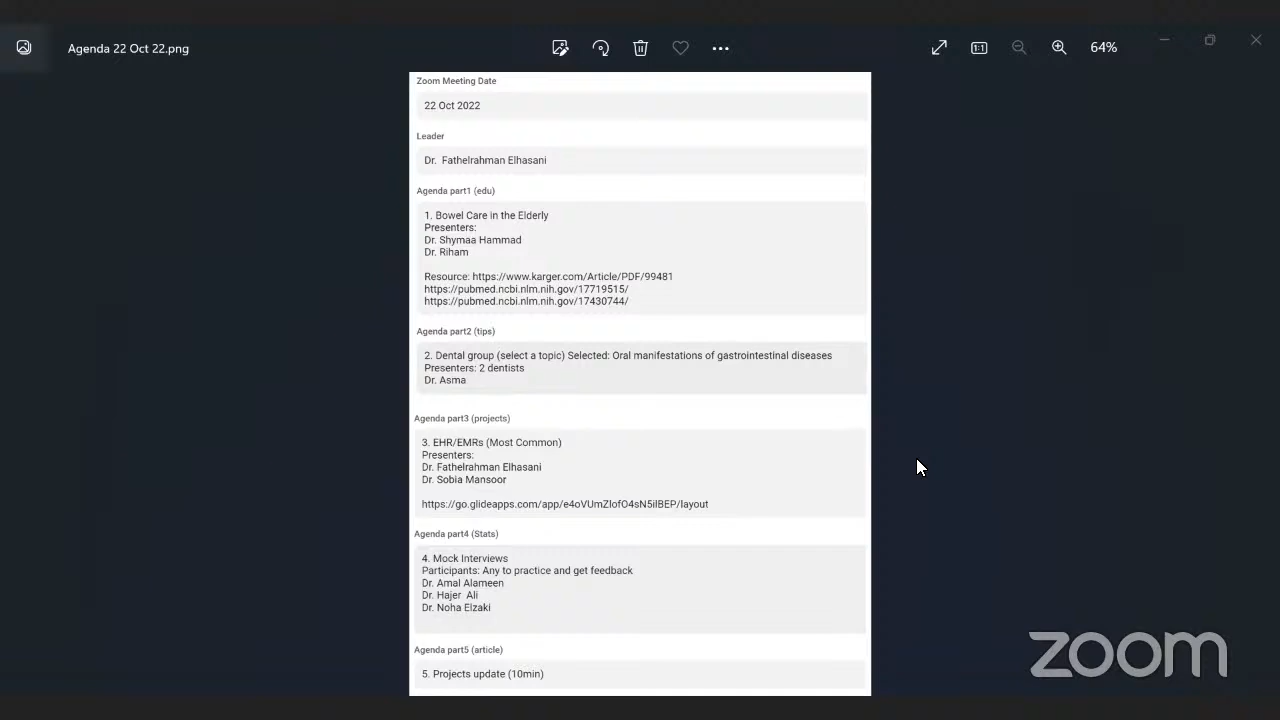 Agenda 22 Oct 22.png
64%
Zoom Meeting Date
22 Oct 2022
Leader
Dr. Fathelrahman Elhasani
Agenda part1 (edu)
1. Bowel Care in the Elderly
Presenters:
Dr. Shymaa Hammad
Dr. Riham
Resource: https://www.karger.com/Article/PDF/99481
https://pubmed.ncbi.nlm.nih.gov/17719515/
https://pubmed.ncbi.nlm.nih.gov/17430744/
Agenda part2 (tips)
2. Dental group (select a topic) Selected: Oral manifestations of gastrointestinal diseases
Presenters: 2 dentists
Dr. Asma
Agenda part3 (projects)
3. EHR/EMRs (Most Common)
Presenters:
Dr. Fathelrahman Elhasani
Dr. Sobia Mansoor
https://go.glideapps.com/app/e4oVUmZlofO4sN5ilBEP/layout
Agenda part4 (Stats)
4. Mock Interviews
Participants: Any to practice and get feedback
Dr. Amal Alameen
Dr. Hajer Ali
Dr. Noha Elzaki
Agenda part5 (article)
5. Projects update (10min)
zoom